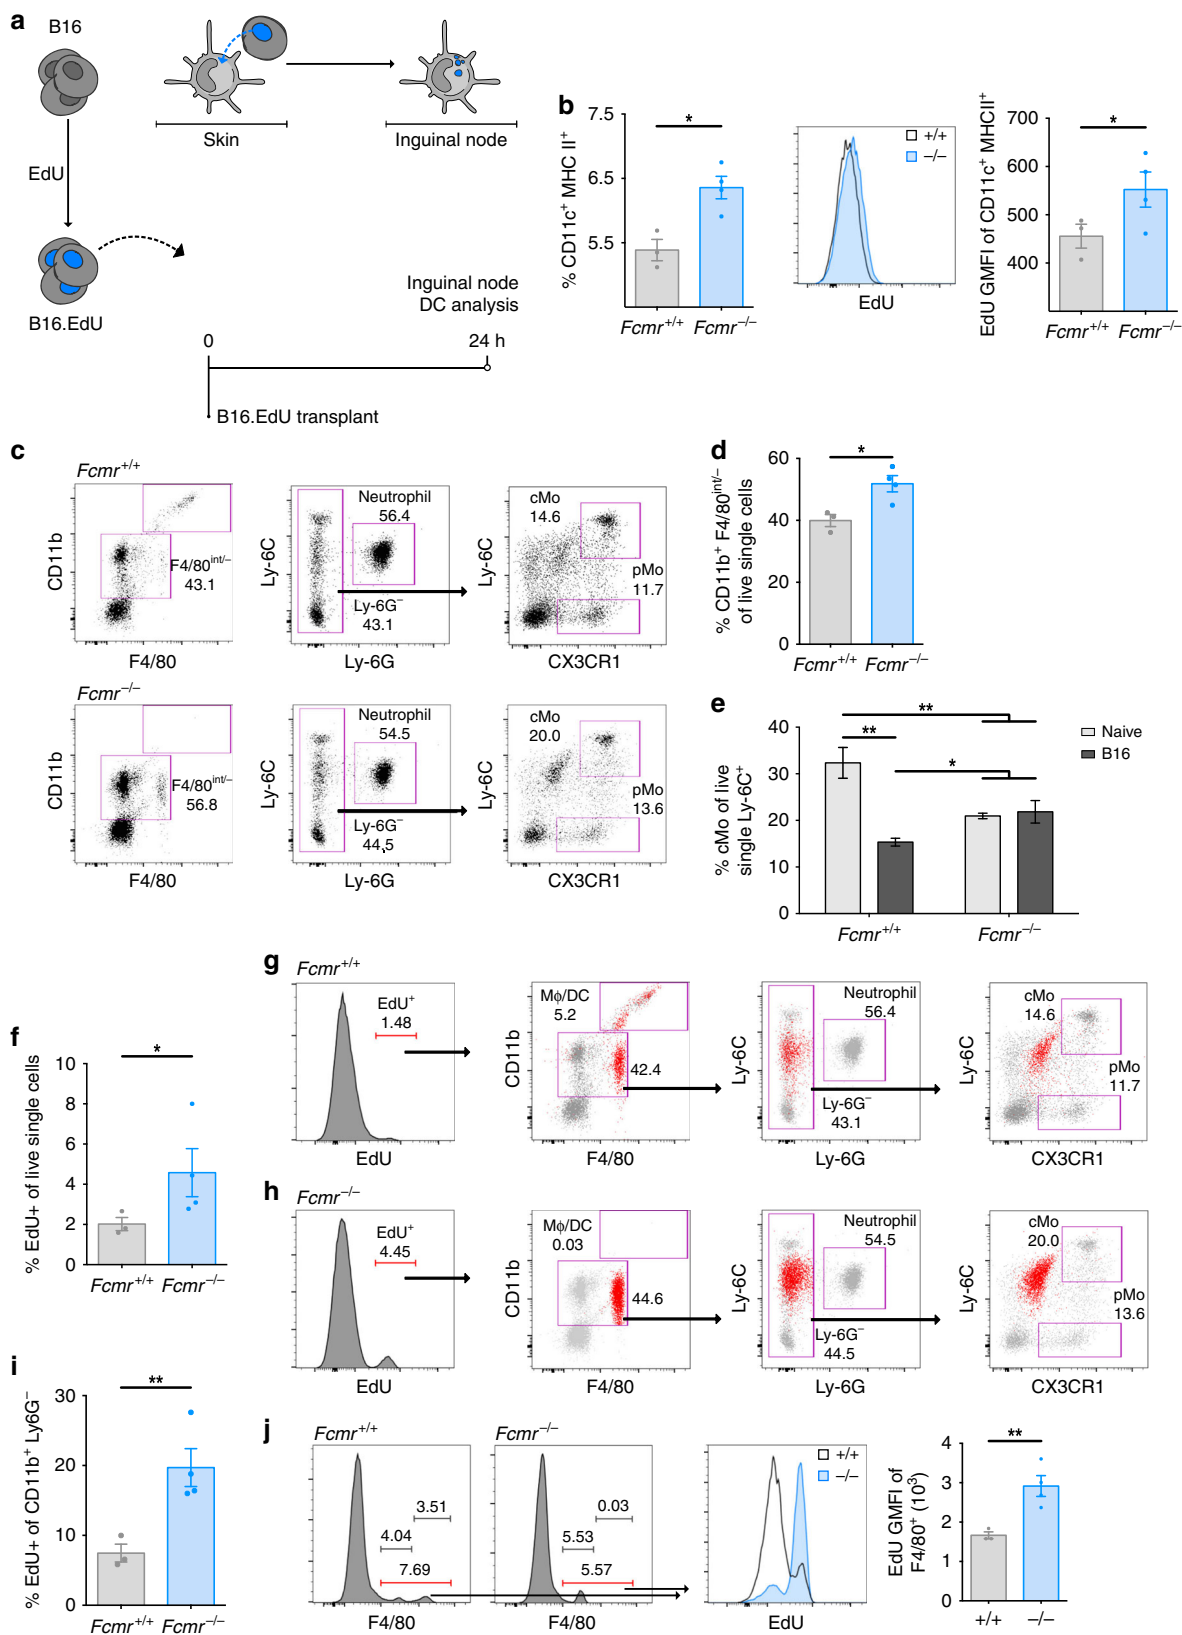 a
B16
EdU
B16.EdU
Skin
Inguinal node
Inguinal node
DC analysis
0
24 h
B16.EdU transplant
b
% CD11c+ MHC II+
7.5
6.5
5.5
*
Fcmr+/+
Fcmr−/−
+/+
−/−
EdU
EdU GMFI of CD11c+ MHCII+
700
600
500
400
*
Fcmr+/+
Fcmr−/−
c
Fcmr+/+
CD11b
F4/80int/−
43.1
F4/80
Ly-6C
Neutrophil
56.4
Ly-6G−
43.1
Ly-6G
Ly-6C
cMo
14.6
pMo
11.7
CX3CR1
Fcmr−/−
CD11b
F4/80int/−
56.8
F4/80
Ly-6C
Neutrophil
54.5
Ly-6G−
44.5
Ly-6G
Ly-6C
cMo
20.0
pMo
13.6
CX3CR1
d
% CD11b+ F4/80int/−
of live single cells
60
40
20
0
*
Fcmr+/+
Fcmr−/−
e
% cMo of live
single Ly-6C+
40
30
20
10
0
**
**
*
Naive
B16
Fcmr+/+
Fcmr−/−
f
% EdU+ of live single cells
10
8
6
4
2
0
*
Fcmr+/+
Fcmr−/−
g
Fcmr+/+
EdU+
1.48
EdU
Mϕ/DC
5.2
CD11b
42.4
F4/80
Neutrophil
56.4
Ly-6C
Ly-6G−
43.1
Ly-6G
cMo
14.6
Ly-6C
pMo
11.7
CX3CR1
h
Fcmr−/−
EdU+
4.45
EdU
Mϕ/DC
0.03
CD11b
44.6
F4/80
Neutrophil
54.5
Ly-6C
Ly-6G−
44.5
Ly-6G
cMo
20.0
Ly-6C
pMo
13.6
CX3CR1
i
% EdU+ of CD11b+ Ly6G−
30
20
10
0
**
Fcmr+/+
Fcmr−/−
j
Fcmr+/+
3.51
4.04
7.69
F4/80
Fcmr−/−
0.03
5.53
5.57
F4/80
+/+
−/−
EdU
EdU GMFI of
F4/80+ (103)
4
3
2
1
0
**
+/+
−/−